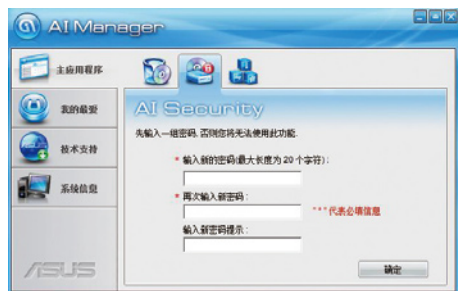 AI Manager
主应用程序
我的最爱
技术支持
系统信息
AI Security
先输入一组密码, 否则您将无法使用此功能.
* 输入新的密码(最大长度为 20 个字符):
* 再次输入新密码:
"*"代表必填信息
输入新密码提示:
确定
ASUS